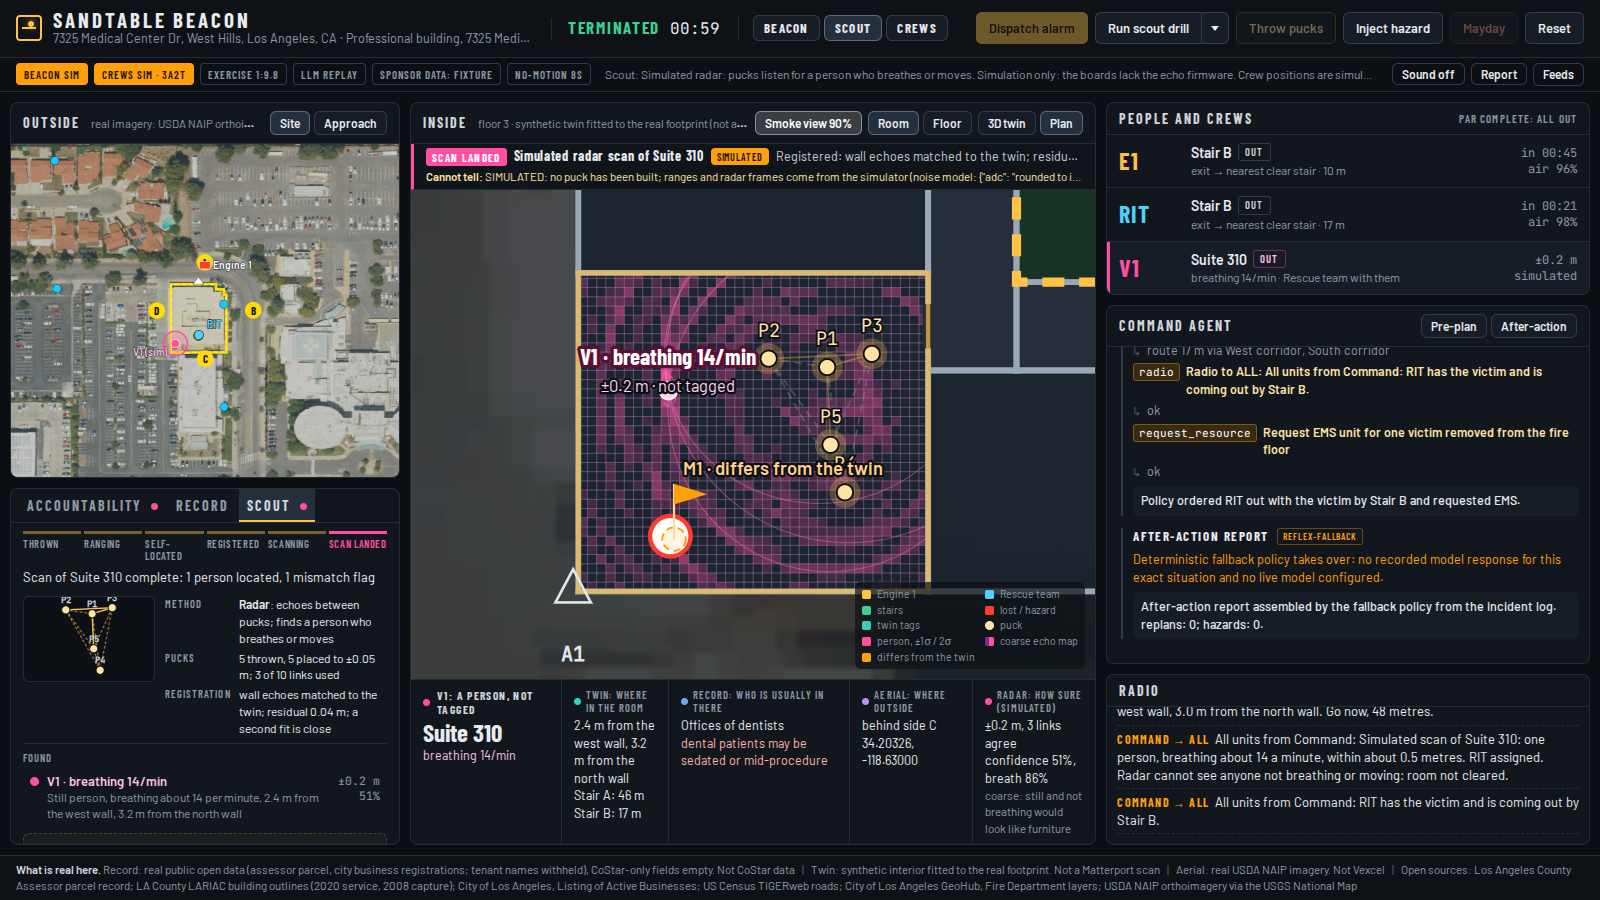 SANDTABLE BEACON
7325 Medical Center Dr, West Hills, Los Angeles, CA · Professional building, 7325 Medi...
TERMINATED 00:59
BEACON SCOUT CREWS
Dispatch alarm
Run scout drill
Throw pucks
Inject hazard
Mayday
Reset
BEACON SIM
CREWS SIM · 3A2T
EXERCISE 1:9.8
LLM REPLAY
SPONSOR DATA: FIXTURE
NO-MOTION 8S
Scout: Simulated radar: pucks listen for a person who breathes or moves. Simulation only: the boards lack the echo firmware. Crew positions are simul...
Sound off
Report
Feeds
OUTSIDE real imagery: USDA NAIP orthoi...
Site
Approach
Engine 1
D
B
RIT
V1 (sim)
C
ACCOUNTABILITY
RECORD
SCOUT
THROWN
RANGING
SELF-LOCATED
REGISTERED
SCANNING
SCAN LANDED
Scan of Suite 310 complete: 1 person located, 1 mismatch flag
P2
P1
P3
P5
P4
METHOD
Radar: echoes between
pucks; finds a person who
breathes or moves
PUCKS
5 thrown, 5 placed to ±0.05
m; 3 of 10 links used
REGISTRATION
wall echoes matched to the
twin; residual 0.04 m; a
second fit is close
FOUND
V1 · breathing 14/min
±0.2 m
51%
Still person, breathing about 14 per minute, 2.4 m from
the west wall, 3.2 m from the north wall
INSIDE floor 3 · synthetic twin fitted to the real footprint (not a...
Smoke view 90%
Room
Floor
3D twin
Plan
SCAN LANDED Simulated radar scan of Suite 310 SIMULATED Registered: wall echoes matched to the twin; residu...
Cannot tell: SIMULATED: no puck has been built; ranges and radar frames come from the simulator (noise model: {"adc": "rounded to i...
P2
P1
P3
V1 · breathing 14/min
±0.2 m · not tagged
P5
M1 · differs from the twin
A1
Engine 1
Rescue team
stairs
lost / hazard
twin tags
puck
person, ±1σ / 2σ
coarse echo map
differs from the twin
V1: A PERSON, NOT
TAGGED
Suite 310
breathing 14/min
TWIN: WHERE
IN THE ROOM
2.4 m from the
west wall, 3.2
m from the
north wall
Stair A: 46 m
Stair B: 17 m
RECORD: WHO IS USUALLY IN
THERE
Offices of dentists
dental patients may be
sedated or mid-procedure
AERIAL: WHERE
OUTSIDE
behind side C
34.20326,
-118.63000
RADAR: HOW SURE
(SIMULATED)
±0.2 m, 3 links
agree
confidence 51%,
breath 86%
coarse: still and not
breathing would
look like furniture
PEOPLE AND CREWS
PAR COMPLETE: ALL OUT
E1
Stair B OUT
exit → nearest clear stair · 10 m
in 00:45
air 96%
RIT
Stair B OUT
exit → nearest clear stair · 17 m
in 00:21
air 98%
V1
Suite 310 OUT
breathing 14/min · Rescue team with them
±0.2 m
simulated
COMMAND AGENT
Pre-plan
After-action
route 17 m via West corridor, South corridor
radio Radio to ALL: All units from Command: RIT has the victim and is
coming out by Stair B.
ok
request_resource Request EMS unit for one victim removed from the fire
floor
ok
Policy ordered RIT out with the victim by Stair B and requested EMS.
AFTER-ACTION REPORT REFLEX-FALLBACK
Deterministic fallback policy takes over: no recorded model response for this
exact situation and no live model configured.
After-action report assembled by the fallback policy from the incident log.
replans: 0; hazards: 0.
RADIO
west wall, 3.0 m from the north wall. Go now, 48 metres.
COMMAND → ALL All units from Command: Simulated scan of Suite 310: one
person, breathing about 14 a minute, within about 0.5 metres. RIT assigned.
Radar cannot see anyone not breathing or moving: room not cleared.
COMMAND → ALL All units from Command: RIT has the victim and is coming out by
Stair B.
What is real here. Record: real public open data (assessor parcel, city business registrations; tenant names withheld), CoStar-only fields empty. Not CoStar data | Twin: synthetic interior fitted to the real footprint. Not a Matterport scan | Aerial: real USDA NAIP imagery. Not Vexcel | Open sources: Los Angeles County
Assessor parcel record; LA County LARIAC building outlines (2020 service, 2008 capture); City of Los Angeles, Listing of Active Businesses; US Census TIGERweb roads; City of Los Angeles GeoHub, Fire Department layers; USDA NAIP orthoimagery via the USGS National Map